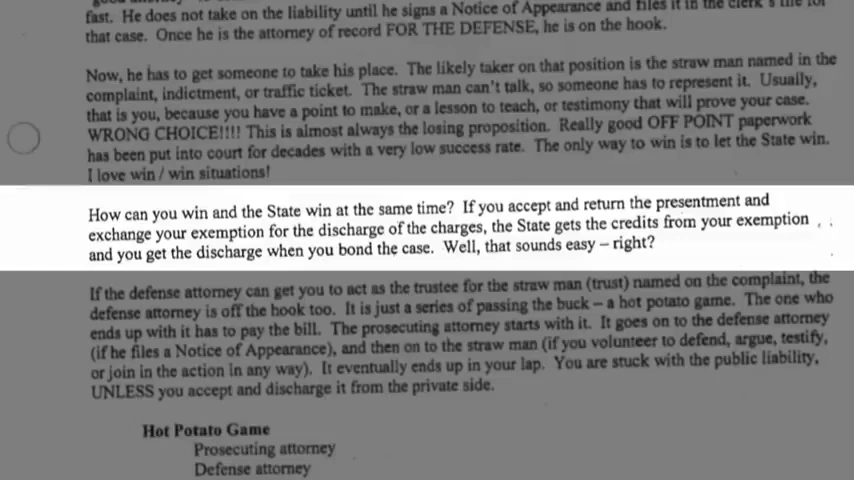 fast. He does not take on the liability until he signs a Notice of Appearance and files it in the clerk's file for
that case. Once he is the attorney of record FOR THE DEFENSE, he is on the hook.
Now, he has to get someone to take his place. The likely taker on that position is the straw man named in the
complaint, indictment, or traffic ticket. The straw man can't talk, so someone has to represent it. Usually,
that is you, because you have a point to make, or a lesson to teach, or testimony that will prove your case.
WRONG CHOICE!!!! This is almost always the losing proposition. Really good OFF POINT paperwork
has been put into court for decades with a very low success rate. The only way to win is to let the State win.
I love win / win situations!
How can you win and the State win at the same time? If you accept and return the presentment and
exchange your exemption for the discharge of the charges, the State gets the credits from your exemption
and you get the discharge when you bond the case. Well, that sounds easy – right?
If the defense attorney can get you to act as the trustee for the straw man (trust) named on the complaint, the
defense attorney is off the hook too. It is just a series of passing the buck – a hot potato game. The one who
ends up with it has to pay the bill. The prosecuting attorney starts with it. It goes on to the defense attorney
(if he files a Notice of Appearance), and then on to the straw man (if you volunteer to defend, argue, testify,
or join in the action in any way). It eventually ends up in your lap. You are stuck with the public liability,
UNLESS you accept and discharge it from the private side.
Hot Potato Game
Prosecuting attorney
Defense attorney